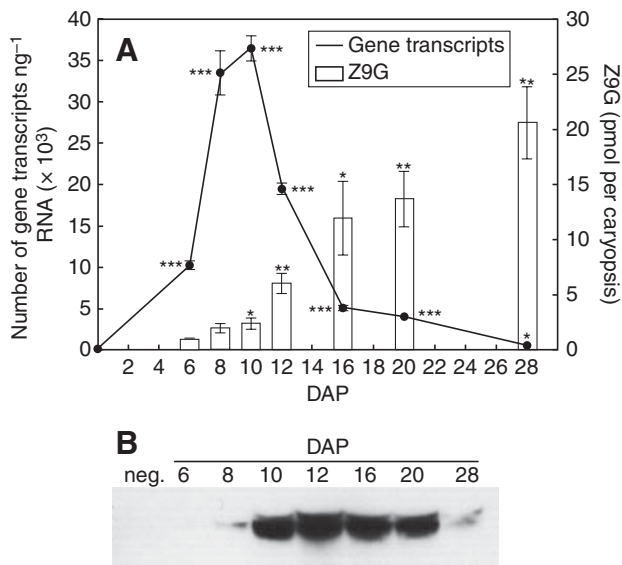 A
Gene transcripts
Z9G
Number of gene transcripts ng⁻¹
RNA (× 10³)
40
35
30
25
20
15
10
5
0
30
25
20
15
10
5
0
Z9G (pmol per caryopsis)
***
***
***
***
***
***
*
*
**
*
**
**
2 4 6 8 10 12 14 16 18 20 22 24 26 28
DAP
B
DAP
neg. 6 8 10 12 16 20 28